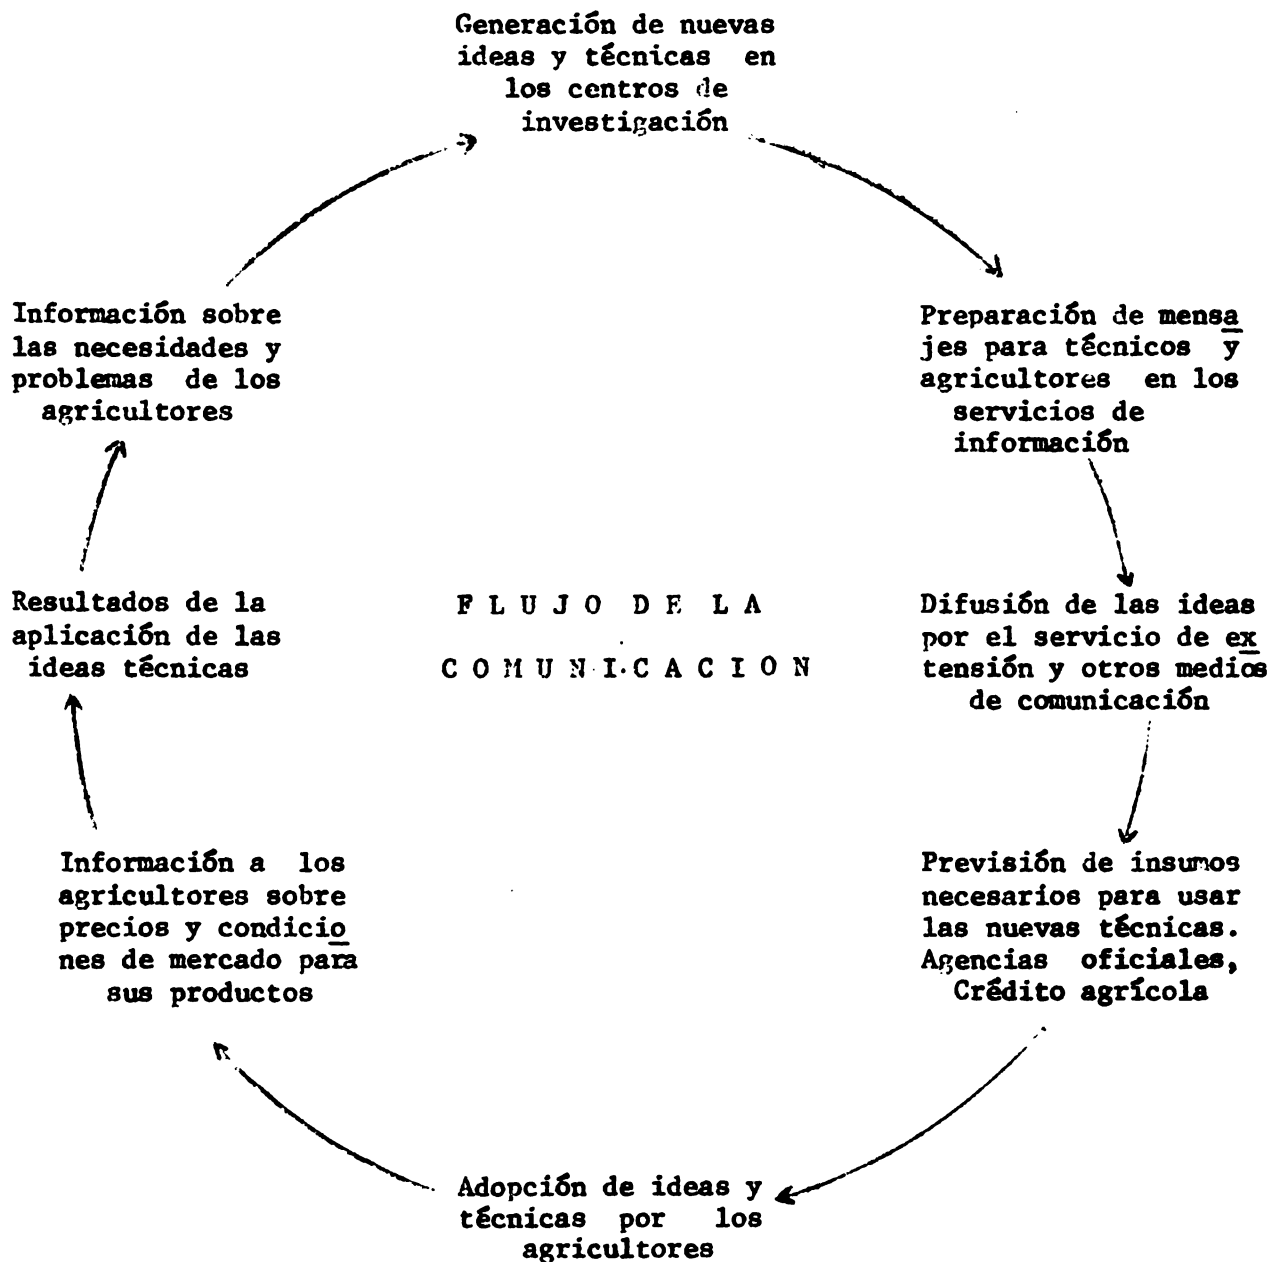 Generación de nuevas
ideas y técnicas en
los centros de
investigación
Preparación de mensa
jes para técnicos y
agricultores en los
servicios de
información
Difusión de las ideas
por el servicio de ex
tensión y otros medios
de comunicación
Previsión de insumos
necesarios para usar
las nuevas técnicas.
Agencias oficiales,
Crédito agrícola
Adopción de ideas y
técnicas por los
agricultores
Información a los
agricultores sobre
precios y condicio
nes de mercado para
sus productos
Resultados de la
aplicación de las
ideas técnicas
Información sobre
las necesidades y
problemas de los
agricultores
FLUJO DE LA
COMUNICACION